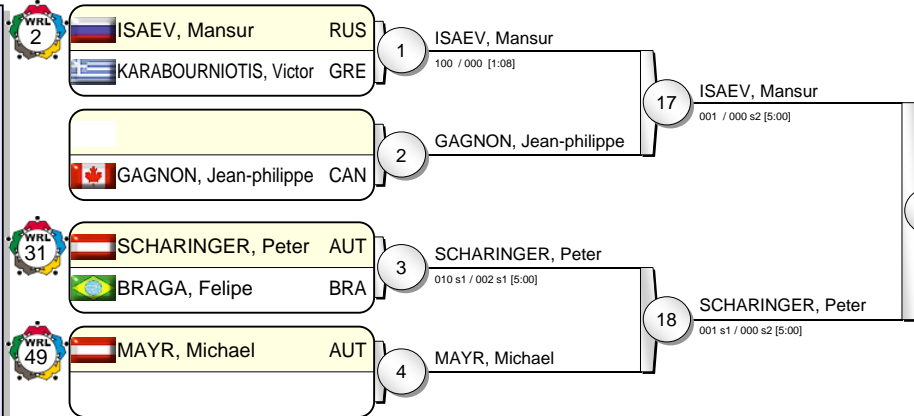 WRL
2
ISAEV, Mansur RUS
KARABOURNIOTIS, Victor GRE
1
ISAEV, Mansur
100 / 000 [1:08]
GAGNON, Jean-philippe CAN
2
GAGNON, Jean-philippe
17
ISAEV, Mansur
001 / 000 s2 [5:00]
WRL
31
SCHARINGER, Peter AUT
BRAGA, Felipe BRA
3
SCHARINGER, Peter
010 s1 / 002 s1 [5:00]
WRL
49
MAYR, Michael AUT
4
MAYR, Michael
18
SCHARINGER, Peter
001 s1 / 000 s2 [5:00]